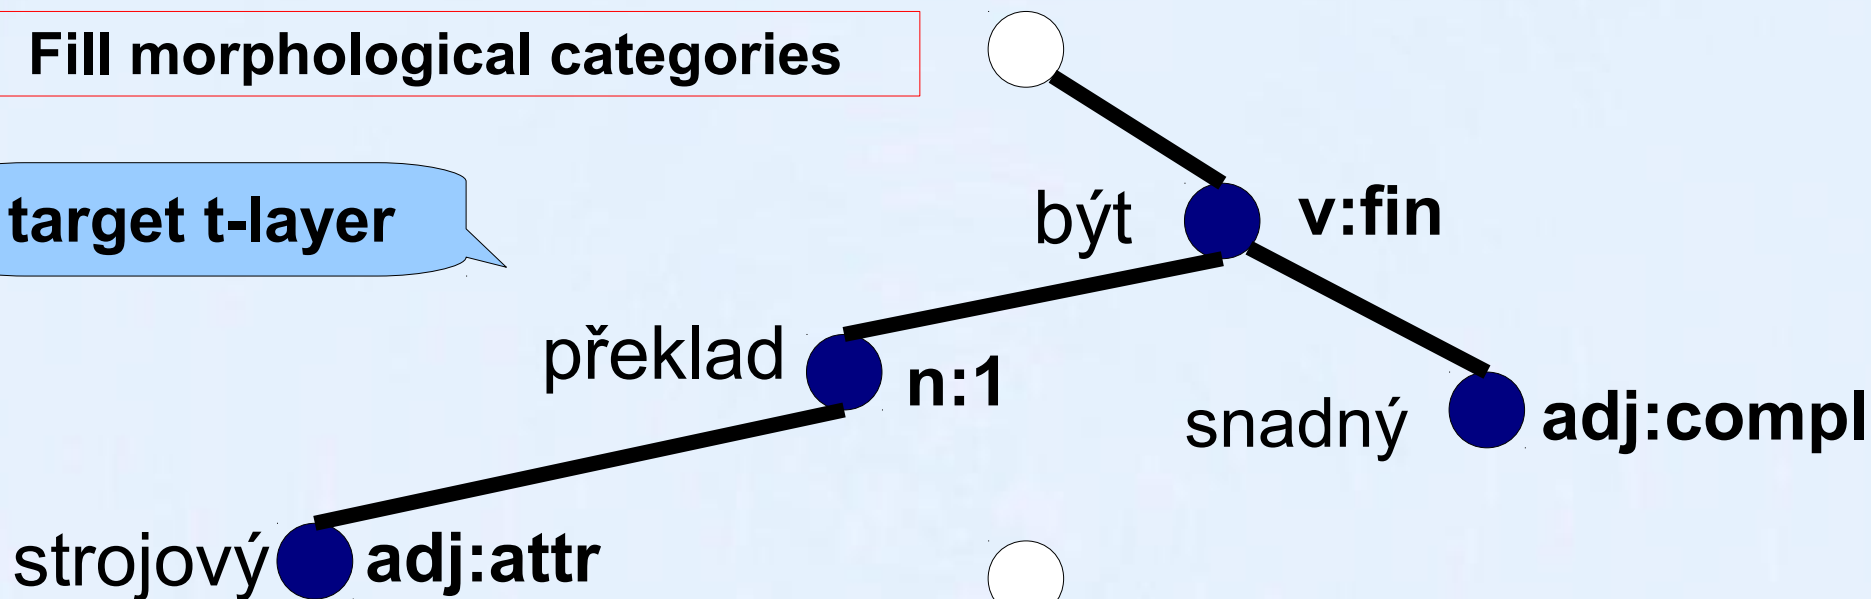 Fill morphological categories
target t-layer
být v:fin
překlad n:1
snadný adj:compl
strojový adj:attr